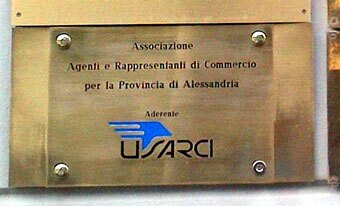 Associazione
Agenti e Rappresentanti di Commercio
per la Provincia di Alessandria
Aderente
USARCI